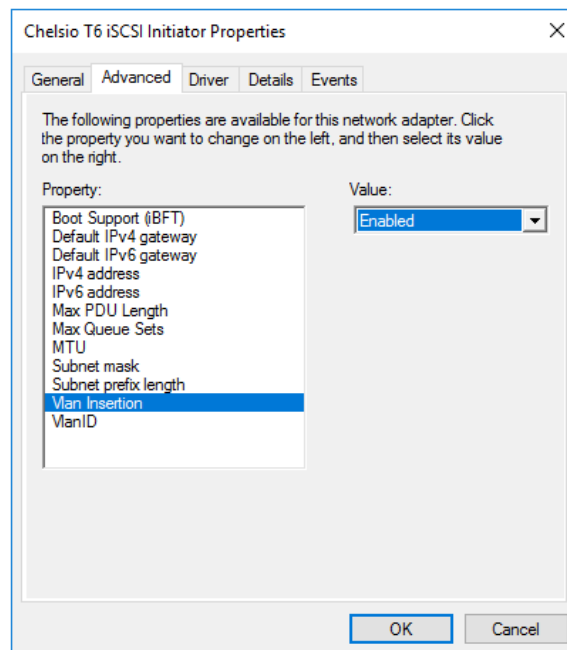 Chelsio T6 iSCSI Initiator Properties
General Advanced Driver Details Events
The following properties are available for this network adapter. Click
the property you want to change on the left, and then select its value
on the right.
Property: Value:
Boot Support (iBFT) Enabled
Default IPv4 gateway
Default IPv6 gateway
IPv4 address
IPv6 address
Max PDU Length
Max Queue Sets
MTU
Subnet mask
Subnet prefix length
Vlan Insertion
VlanID
OK Cancel